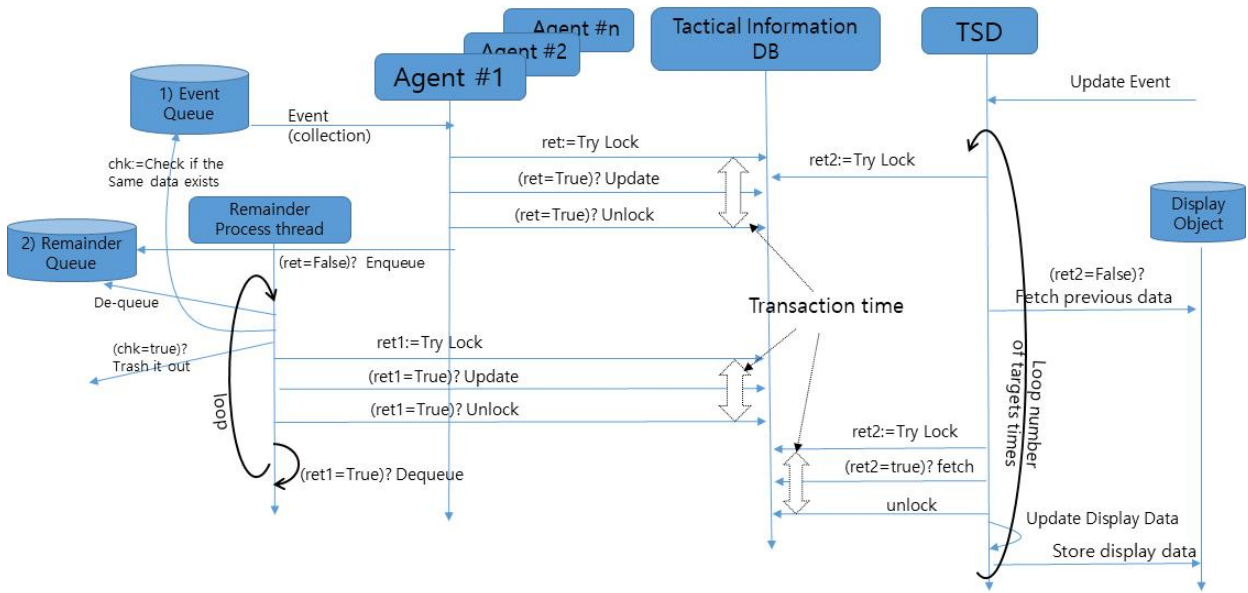 Agent #n
Agent #2
Agent #1
Tactical Information
DB
TSD
1) Event
Queue
Event
(collection)
Update Event
ret:=Try Lock
ret2:=Try Lock
chk:=Check if the
Same data exists
(ret=True)? Update
Remainder
Process thread
(ret=True)? Unlock
Display
Object
2) Remainder
Queue
(ret=False)? Enqueue
(ret2=False)?
Fetch previous data
De-queue
Transaction time
(chk=true)?
Trash it out
ret1:=Try Lock
(ret1=True)? Update
(ret1=True)? Unlock
loop
Loop number
of targets times
ret2:=Try Lock
(ret1=True)? Dequeue
(ret2=true)? fetch
unlock
Update Display Data
Store display data